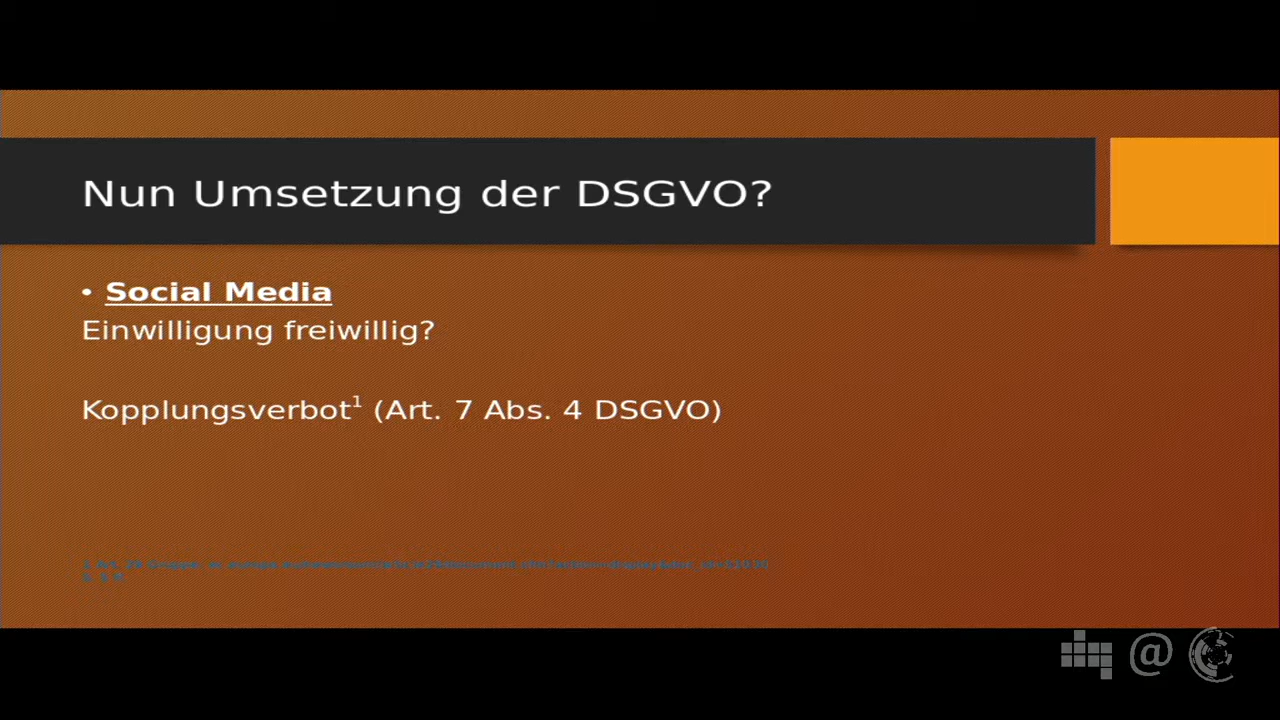 Nun Umsetzung der DSGVO?
• Social Media
Einwilligung freiwillig?
Kopplungsverbot¹ (Art. 7 Abs. 4 DSGVO)
@